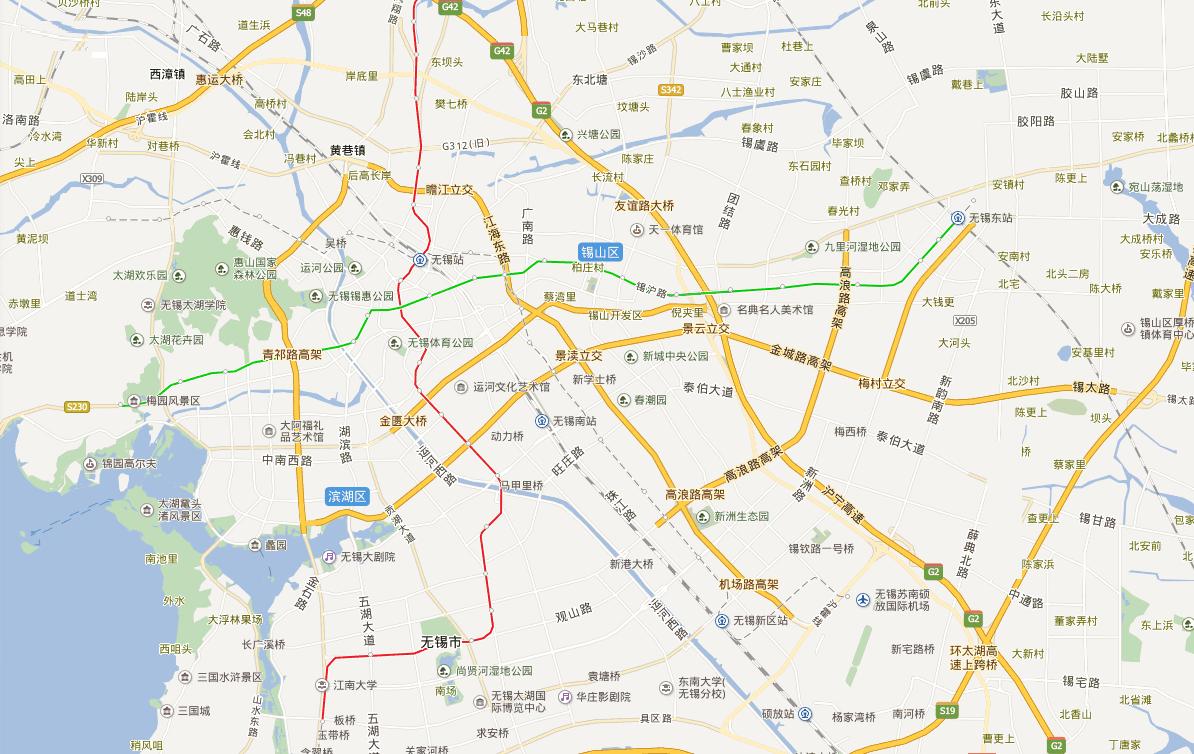 贝沙桥村
S48
G42
八士村
北前头
长沿头村
道生浜
大马巷村
泉山路
广石路
G42
锡沙路
曹家坝
杜巷上
大陆墅
西漳镇
惠运大桥
岸底里
东坝头
东北塘
大通村
安家庄
锡虞路
戴巷上
高田上
S342
八士渔业村
胶山路
陆岸头
高桥村
樊七桥
G2
坟塘头
洛南路
沪霍线
春象村
胶阳路
冷水湾
华新村
对巷桥
会北村
兴塘公园
锡虞路
毕家坝
安家桥
北蠡桥
尖上
沪霍线
冯巷村
黄巷镇
G312(旧)
陈家庄
东石园村
X309
后高长岸
瞻江立交
长流村
查桥村
邓家弄
安镇村
陈更上
宛山荡湿地
友谊路大桥
团结路
江海东路
广南路
春光村
无锡东站
大成路
黄泥坝
惠钱路
吴桥
天一体育馆
九里河湿地公园
大成桥村
安乐桥
锡山区
无锡站
惠山国家
森林公园
运河公园
太湖欢乐园
柏庄村
安南村
北头二房
高浪路高架
锡沪路
北宅
陈大桥
戴家里
道士湾
赤墩里
无锡锡惠公园
无锡太湖学院
蔡湾里
大钱更
锡山开发区
倪夹里
名典名人美术馆
X205
锡山区厚桥
镇体育中心
景云立交
太湖花卉园
无锡体育公园
大河头
安基里村
青祁路高架
景渎立交
新城中央公园
金城路高架
新学士桥
梅村立交
北沙村
锡太路
运河文化艺术馆
泰伯大道
新韵南路
梅园风景区
S230
春潮园
陈更上
坝头
金匮大桥
无锡南站
大阿福礼
品艺术馆
湖滨路
动力桥
梅西桥
泰伯大道
中南西路
锦园高尔夫
旺庄路
高浪路高架
蔡家里
马甲里桥
新洲路
沪宁高速
滨湖区
高浪路高架
珠江路
太湖鼋头
渚风景区
新洲生态园
查更上
锡甘路
蠡园
无锡大剧院
锡钦路一号桥
薛典北路
北安前
南池里
新港大桥
G2
陈家浜
金石路
机场路高架
外水
五湖大道
观山路
无锡苏南硕
放国际机场
中通路
大浮林果场
无锡新区站
G2
董家弄村
东上浜
长广溪桥
无锡市
西咀头
新宅路桥
环太湖高
速上跨桥
大新村
三国水浒景区
江南大学
尚贤河湿地公园
袁塘桥
南场
东南大学(
无锡分校)
锡宅路
无锡太湖国
际博览中心
华庄影剧院
山水东路
三国城
板桥
五湖大道
硕放站
杨家湾桥
南河桥
S19
北省滩
北香山
玉带桥
求安桥
具区路
稍风咀
关家河桥
曹更上
G2
丁唐家